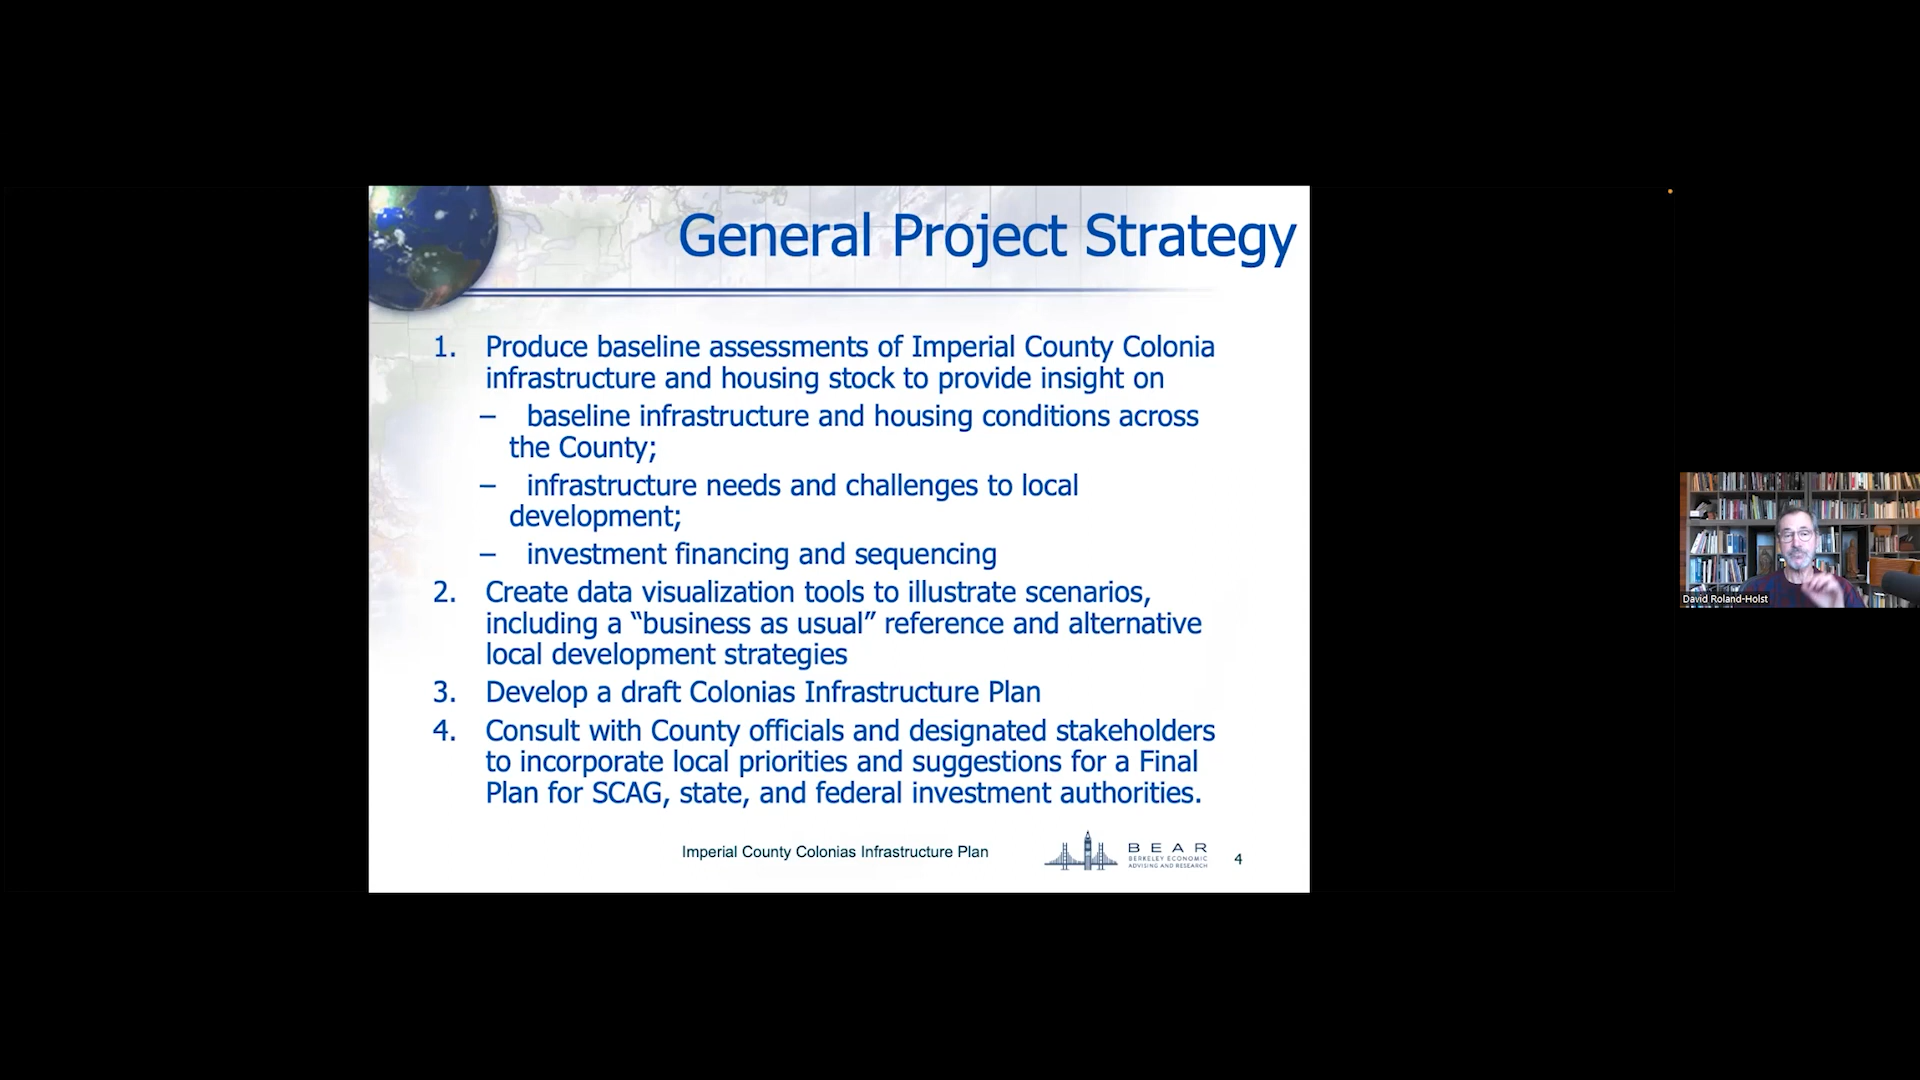 General Project Strategy
1. Produce baseline assessments of Imperial County Colonia
infrastructure and housing stock to provide insight on
– baseline infrastructure and housing conditions across
the County;
– infrastructure needs and challenges to local
development;
– investment financing and sequencing
2. Create data visualization tools to illustrate scenarios,
including a “business as usual” reference and alternative
local development strategies
3. Develop a draft Colonias Infrastructure Plan
4. Consult with County officials and designated stakeholders
to incorporate local priorities and suggestions for a Final
Plan for SCAG, state, and federal investment authorities.
Imperial County Colonias Infrastructure Plan
BEAR
BERKELEY ECONOMIC
ADVISING AND RESEARCH
4
David Roland-Holst